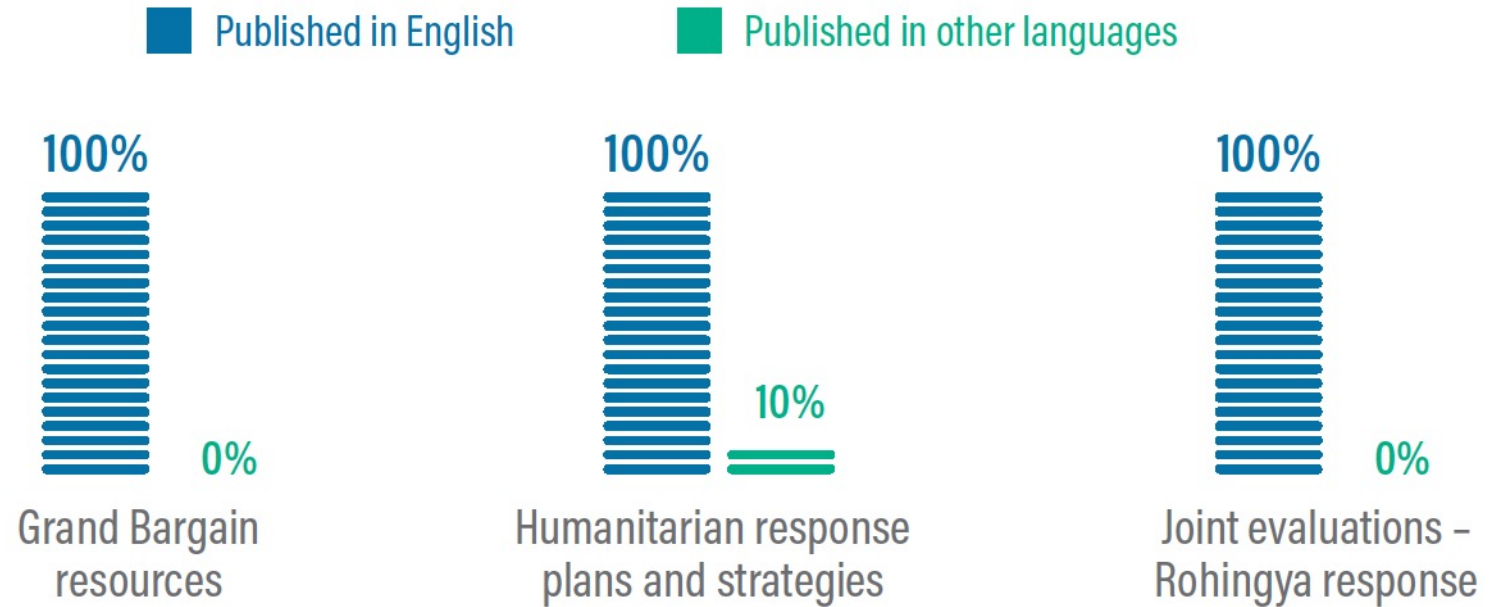 Published in English
Published in other languages
100%
0%
Grand Bargain
resources
100%
10%
Humanitarian response
plans and strategies
100%
0%
Joint evaluations –
Rohingya response